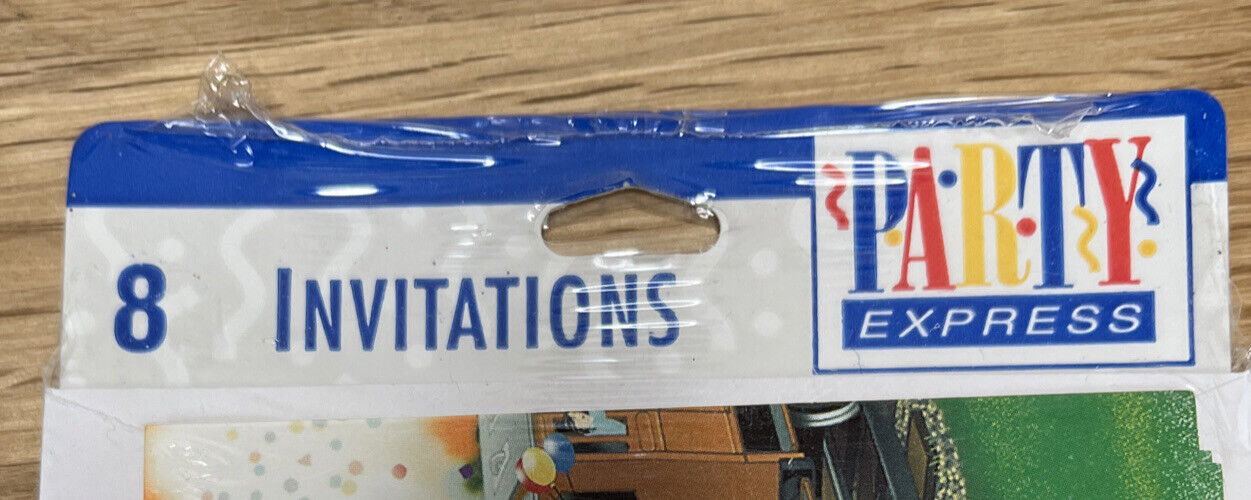 8 INVITATIONS
PARTY
EXPRESS